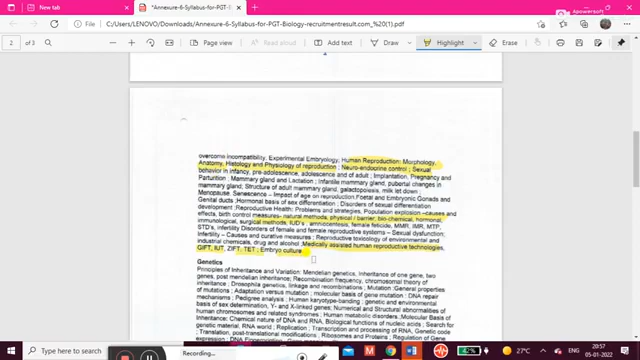 New tab
*Annexure-6-Syllabus-for-PGT-B
Apowersoft
C:/Users/LENOVO/Downloads/Annexure-6-Syllabus-for-PGT-Biology-recruitmentresult.com_%20(1).pdf
2 of 3
Page view
Read aloud
Add text
Draw
Highlight
Erase
overcome incompatibility. Experimental Embryology; Human Reproduction: Morphology,
Anatomy, Histology and Physiology of reproduction ; Neuro-endocrine control ; Sexual
behavior in infancy, pre-adolescence, adolescence and of adult ; Implantation, Pregnancy and
Parturition ; Mammary gland and Lactation ; Infantile mammary gland, pubertal changes in
mammary gland; Structure of adult mammary gland, galactopoiesis, milk let down ;
Menopause Senescence – Impact of age on reproduction, Foetal and Embryonic Gonads and
Genital ducts ; Hormonal basis of sex differentiation ; Disorders of sexual differentiation and
development ; Reproductive Health: Problems and strategies ; Population explosion –causes and
effects, birth control measures– natural methods, physical / barrier, bio-chemical, hormonal,
immunological, surgical methods, IUD's ; amniocentesis, female feticide, MMR, IMR, MTP,
STD's, Infertility Disorders of female and female reproductive systems – Sexual dysfunction;
Infertility – Causes and curative measures ; Reproductive toxicology of environmental and
industrial chemicals, drug and alcohol ;Medically assisted human reproductive technologies,
GIFT, IUT, ZIFT, TET ; Embryo culture
Genetics
Principles of Inheritance and Variation: Mendelian genetics, Inheritance of one gene, two
genes, post mendelian inheritance; Recombination frequency, chromosomal theory of
inheritance; Drosophila genetics, linkage and recombination; Mutation ;General properties
of mutations ; Adaptation versus mutation ; molecular basis of gene mutation; DNA repair
mechanisms ; Pedigree analysis ; Human karyotype-banding ; genetic and environmental
basis of sex determination, Y- and X-linked genes ; Numerical and Structural abnormalities of
human chromosomes and related syndromes ; Human metabolic disorders ; Molecular Basis of
Inheritance: Chemical nature of DNA and RNA, Biological functions of nucleic acids ; Search for
genetic material, RNA world ; Replication ; Transcription and processing of RNA, Genetic code ;
Translation, post-translational modifications ; Ribosomes and Proteins ; Regulation of Gene
Type here to search
Recording...
27°C
20:57
05-01-2022